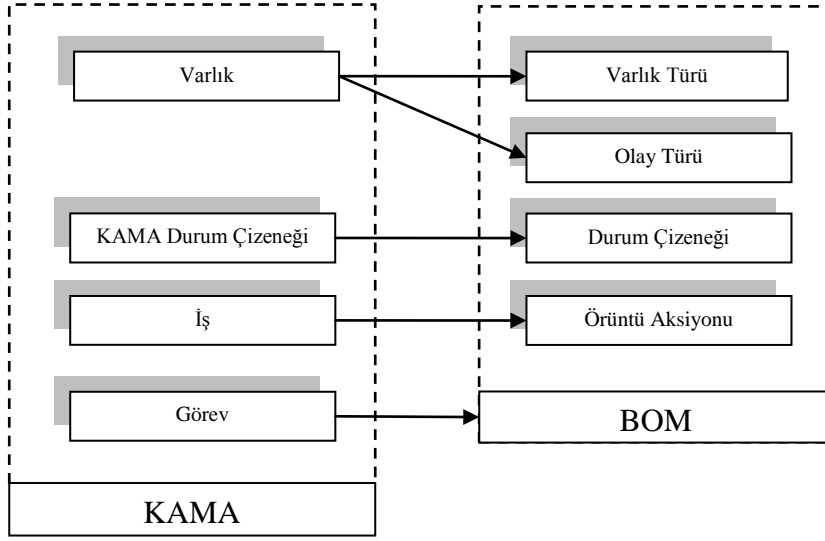 Varlık
KAMA Durum Çizeneği
İş
Görev
KAMA
Varlık Türü
Olay Türü
Durum Çizeneği
Örüntü Aksiyonu
BOM